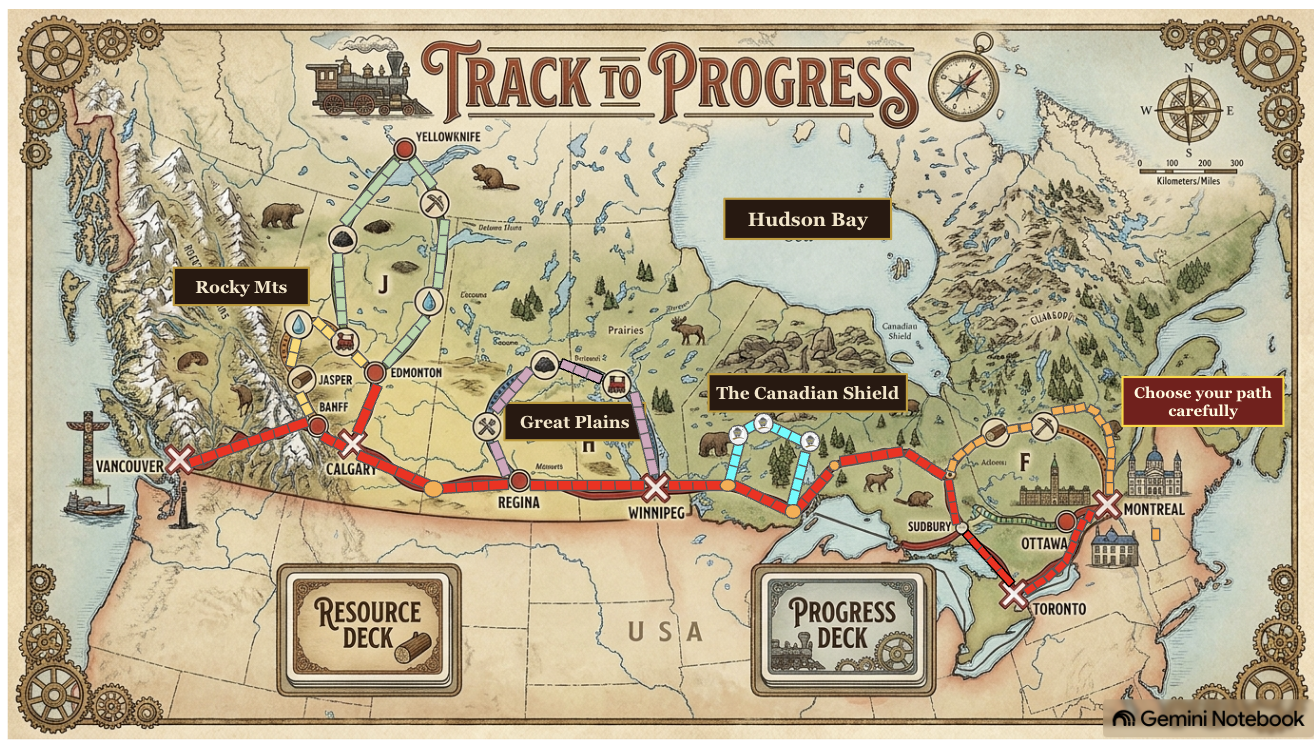 TRACK TO PROGRESS
N
W E
S
0 100 200 300
Kilometers/Miles
YELLOWKNIFE
Hudson Bay
Rocky Mts
J
Prairies
Canadian
Shield
EDMONTON
JASPER
BANFF
The Canadian Shield
Choose your path
carefully
Great Plains
H
F
VANCOUVER
CALGARY
REGINA
WINNIPEG
SUDBURY
OTTAWA
MONTREAL
TORONTO
RESOURCE
DECK
USA
PROGRESS
DECK
Gemini Notebook